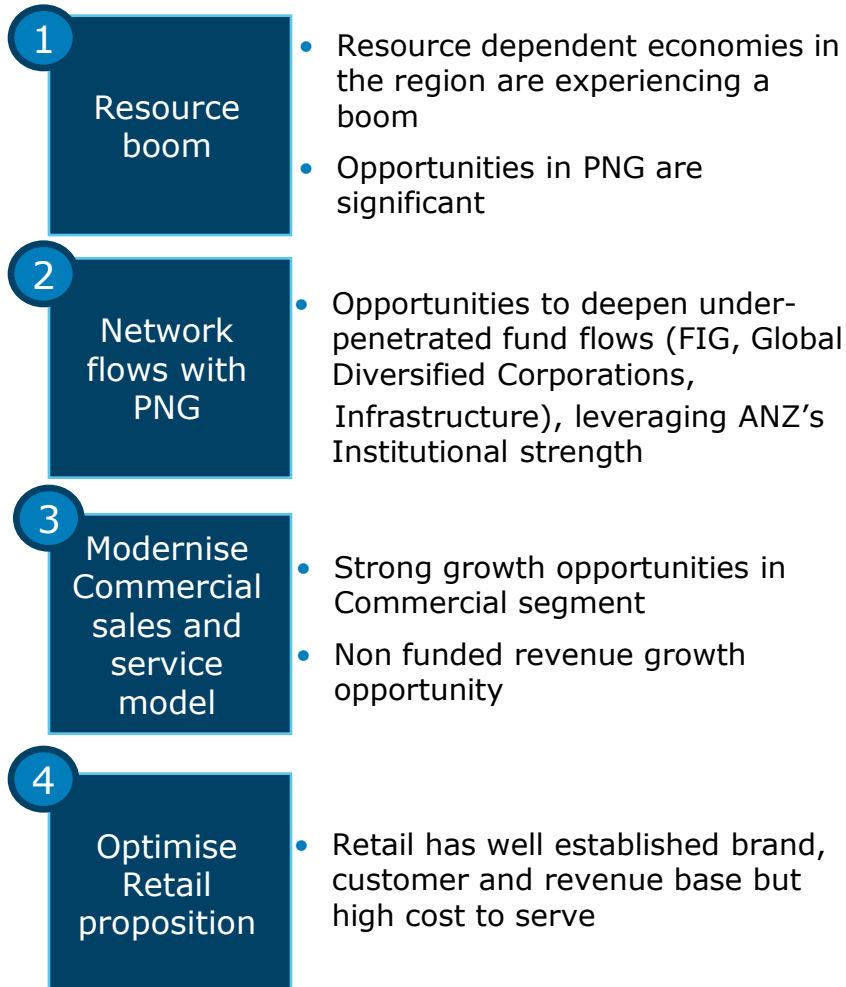 1
Resource
boom
• Resource dependent economies in
the region are experiencing a
boom
• Opportunities in PNG are
significant
2
Network
flows with
PNG
• Opportunities to deepen under-
penetrated fund flows (FIG, Global
Diversified Corporations,
Infrastructure), leveraging ANZ’s
Institutional strength
3
Modernise
Commercial
sales and
service
model
• Strong growth opportunities in
Commercial segment
• Non funded revenue growth
opportunity
4
Optimise
Retail
proposition
• Retail has well established brand,
customer and revenue base but
high cost to serve